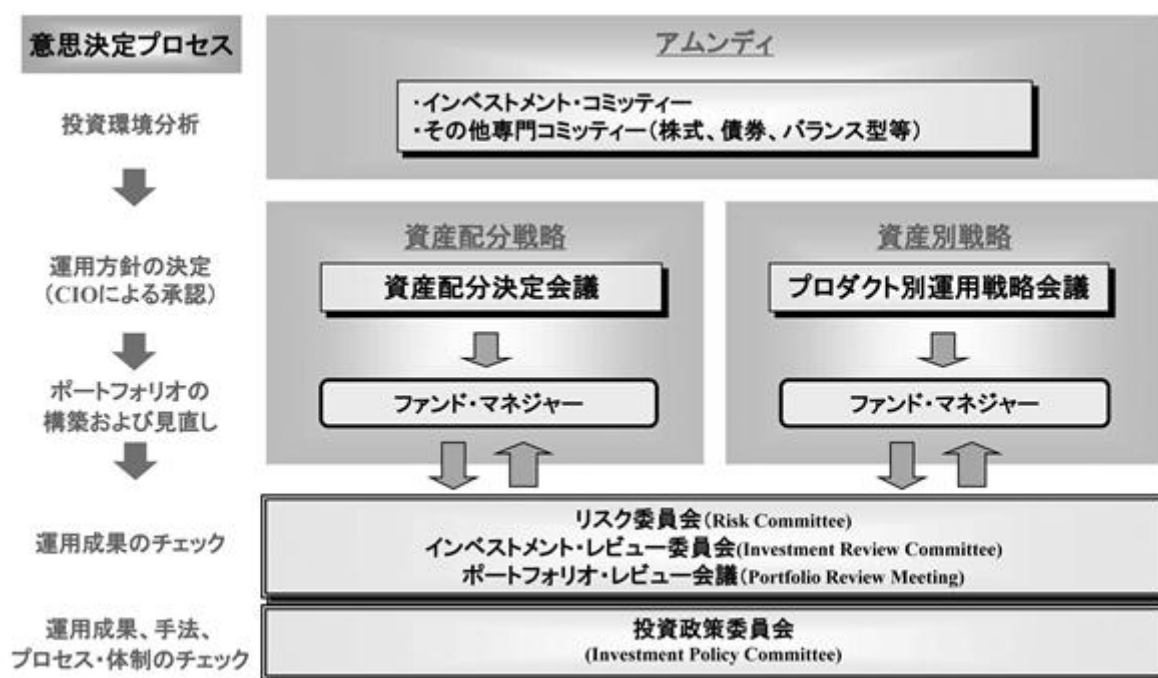 意思決定プロセス
アムンディ
投資環境分析
・インベストメント・コミッティー
・その他専門コミッティー（株式、債券、バランス型等）
資産配分戦略
資産別戦略
運用方針の決定
（CIOによる承認）
資産配分決定会議
プロダクト別運用戦略会議
ポートフォリオの
構築および見直し
ファンド・マネジャー
ファンド・マネジャー
運用成果のチェック
リスク委員会（Risk Committee）
インベストメント・レビュー委員会(Investment Review Committee)
ポートフォリオ・レビュー会議（Portfolio Review Meeting)
運用成果、手法、
プロセス・体制のチェック
投資政策委員会
(Investment Policy Committee)